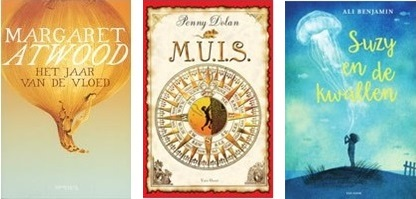 MARGARET
ATWOOD
HET JAAR
VAN DE VLOED
Penny Dolan
M.U.I.S.
ALI BENJAMIN
Suzy
en de
kwallen